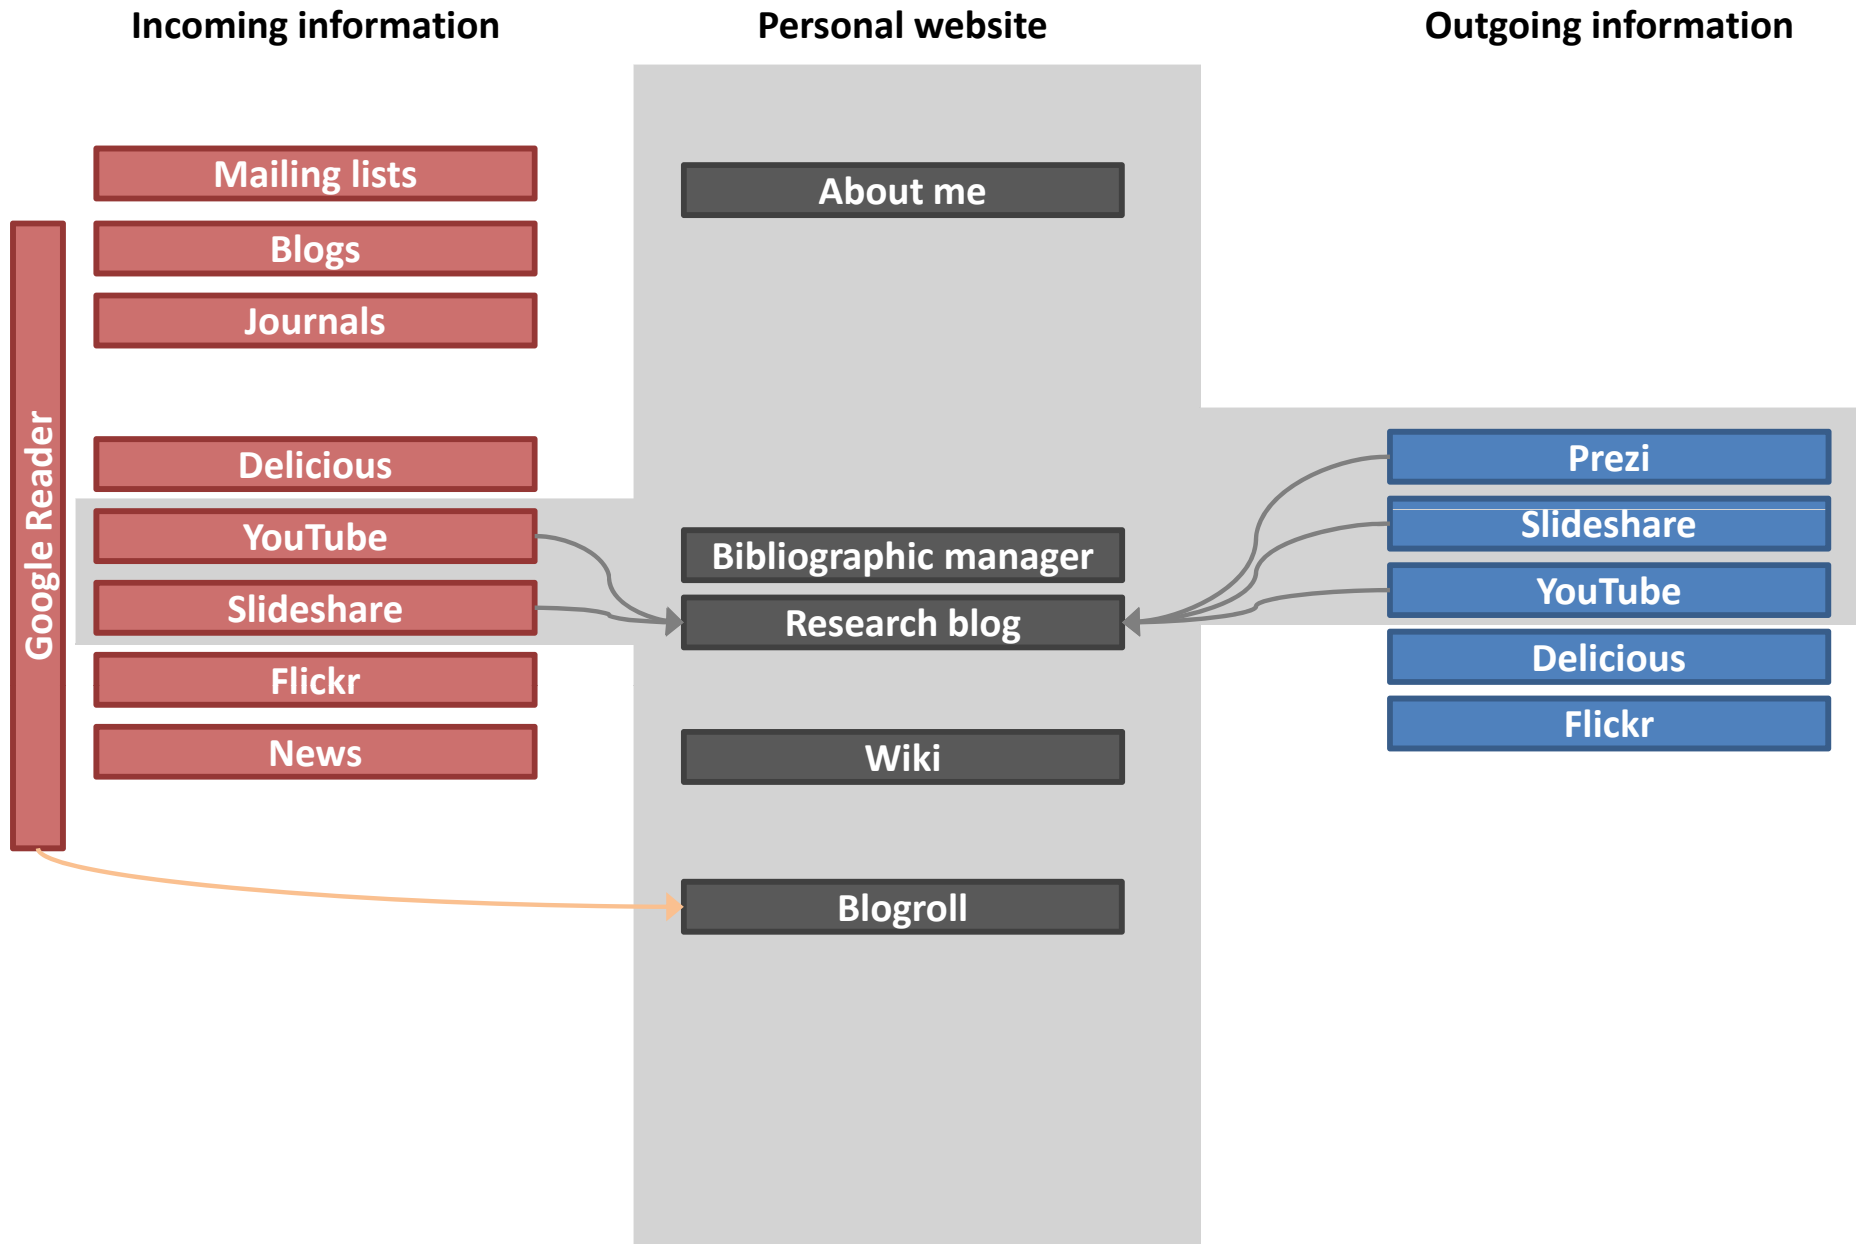 Incoming information
Personal website
Outgoing information
Google Reader
Mailing lists
Blogs
Journals
Delicious
YouTube
Slideshare
Flickr
News
About me
Bibliographic manager
Research blog
Wiki
Blogroll
Prezi
Slideshare
YouTube
Delicious
Flickr